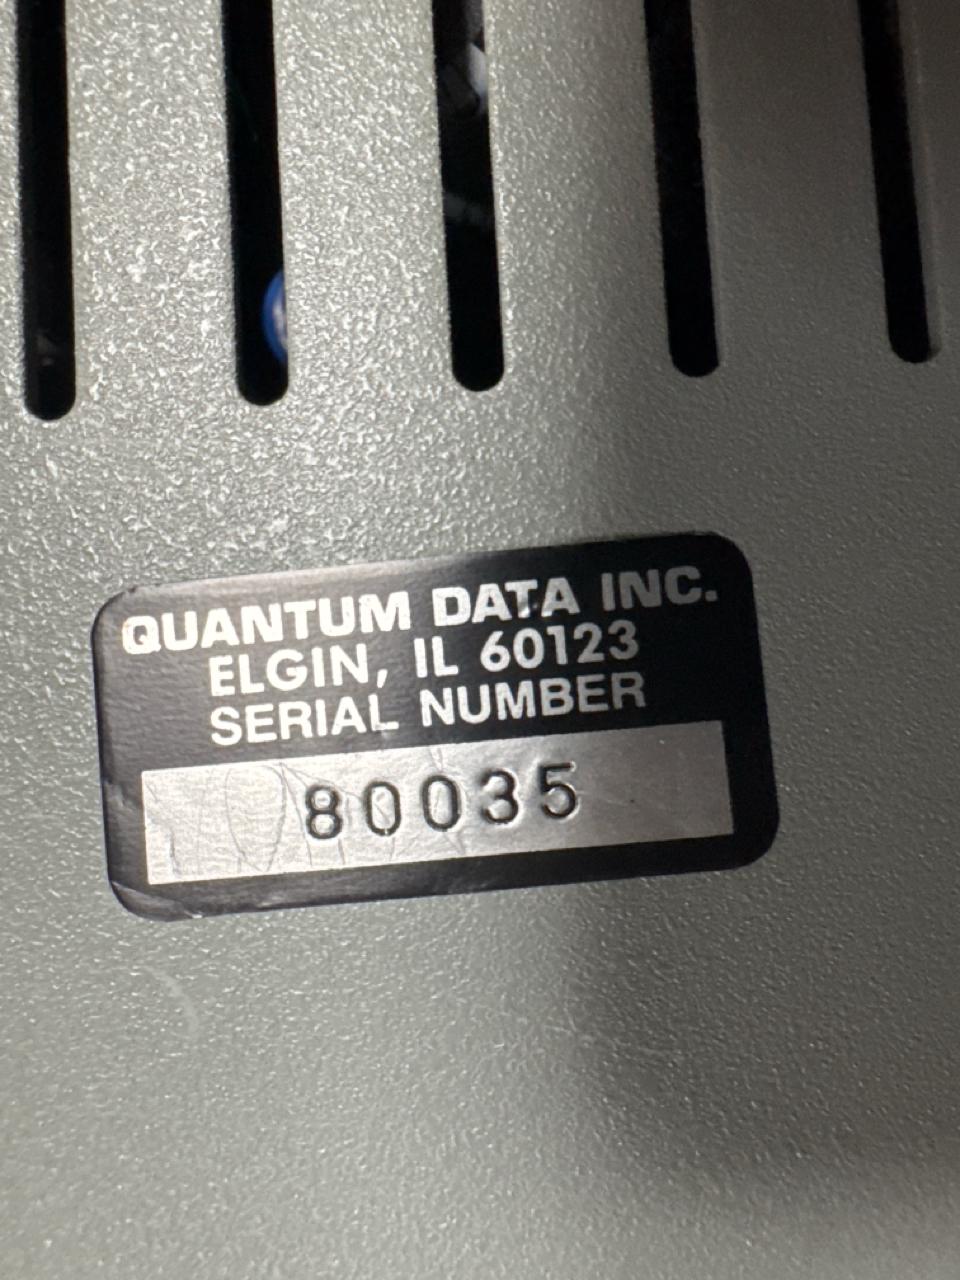 QUANTUM DATA INC.
ELGIN, IL 60123
SERIAL NUMBER
80035